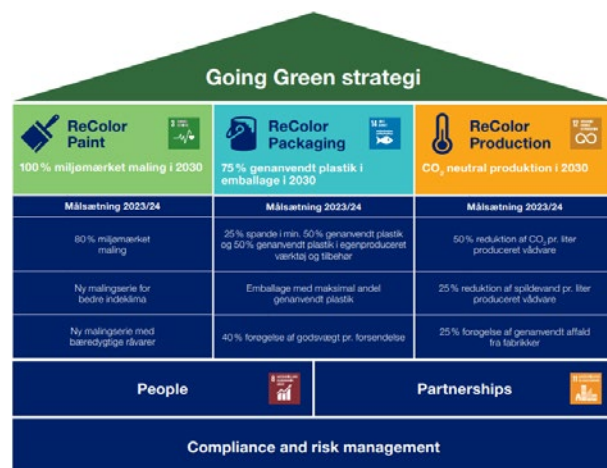 Going Green strategi
ReColor
Paint
3
100% miljømærket maling i 2030
ReColor
Packaging
14
75% genanvendt plastik i
emballage i 2030
ReColor
Production
12
CO₂ neutral produktion i 2030
Målsætning 2023/24
80% miljømærket
maling
Ny malingserie for
bedre indeklima
Ny malingserie med
bæredygtige råvarer
Målsætning 2023/24
25% spande i min. 50% genanvendt plastik
og 50% genanvendt plastik i egenproduceret
værktøj og tilbehør
Emballage med maksimal andel
genanvendt plastik
40% forøgelse af godsvægt pr. forsendelse
Målsætning 2023/24
50% reduktion af CO₂ pr. liter
produceret vådvare
25% reduktion af spildevand pr. liter
produceret vådvare
25% forøgelse af genanvendt affald
fra fabrikker
People
8
Partnerships
11
Compliance and risk management